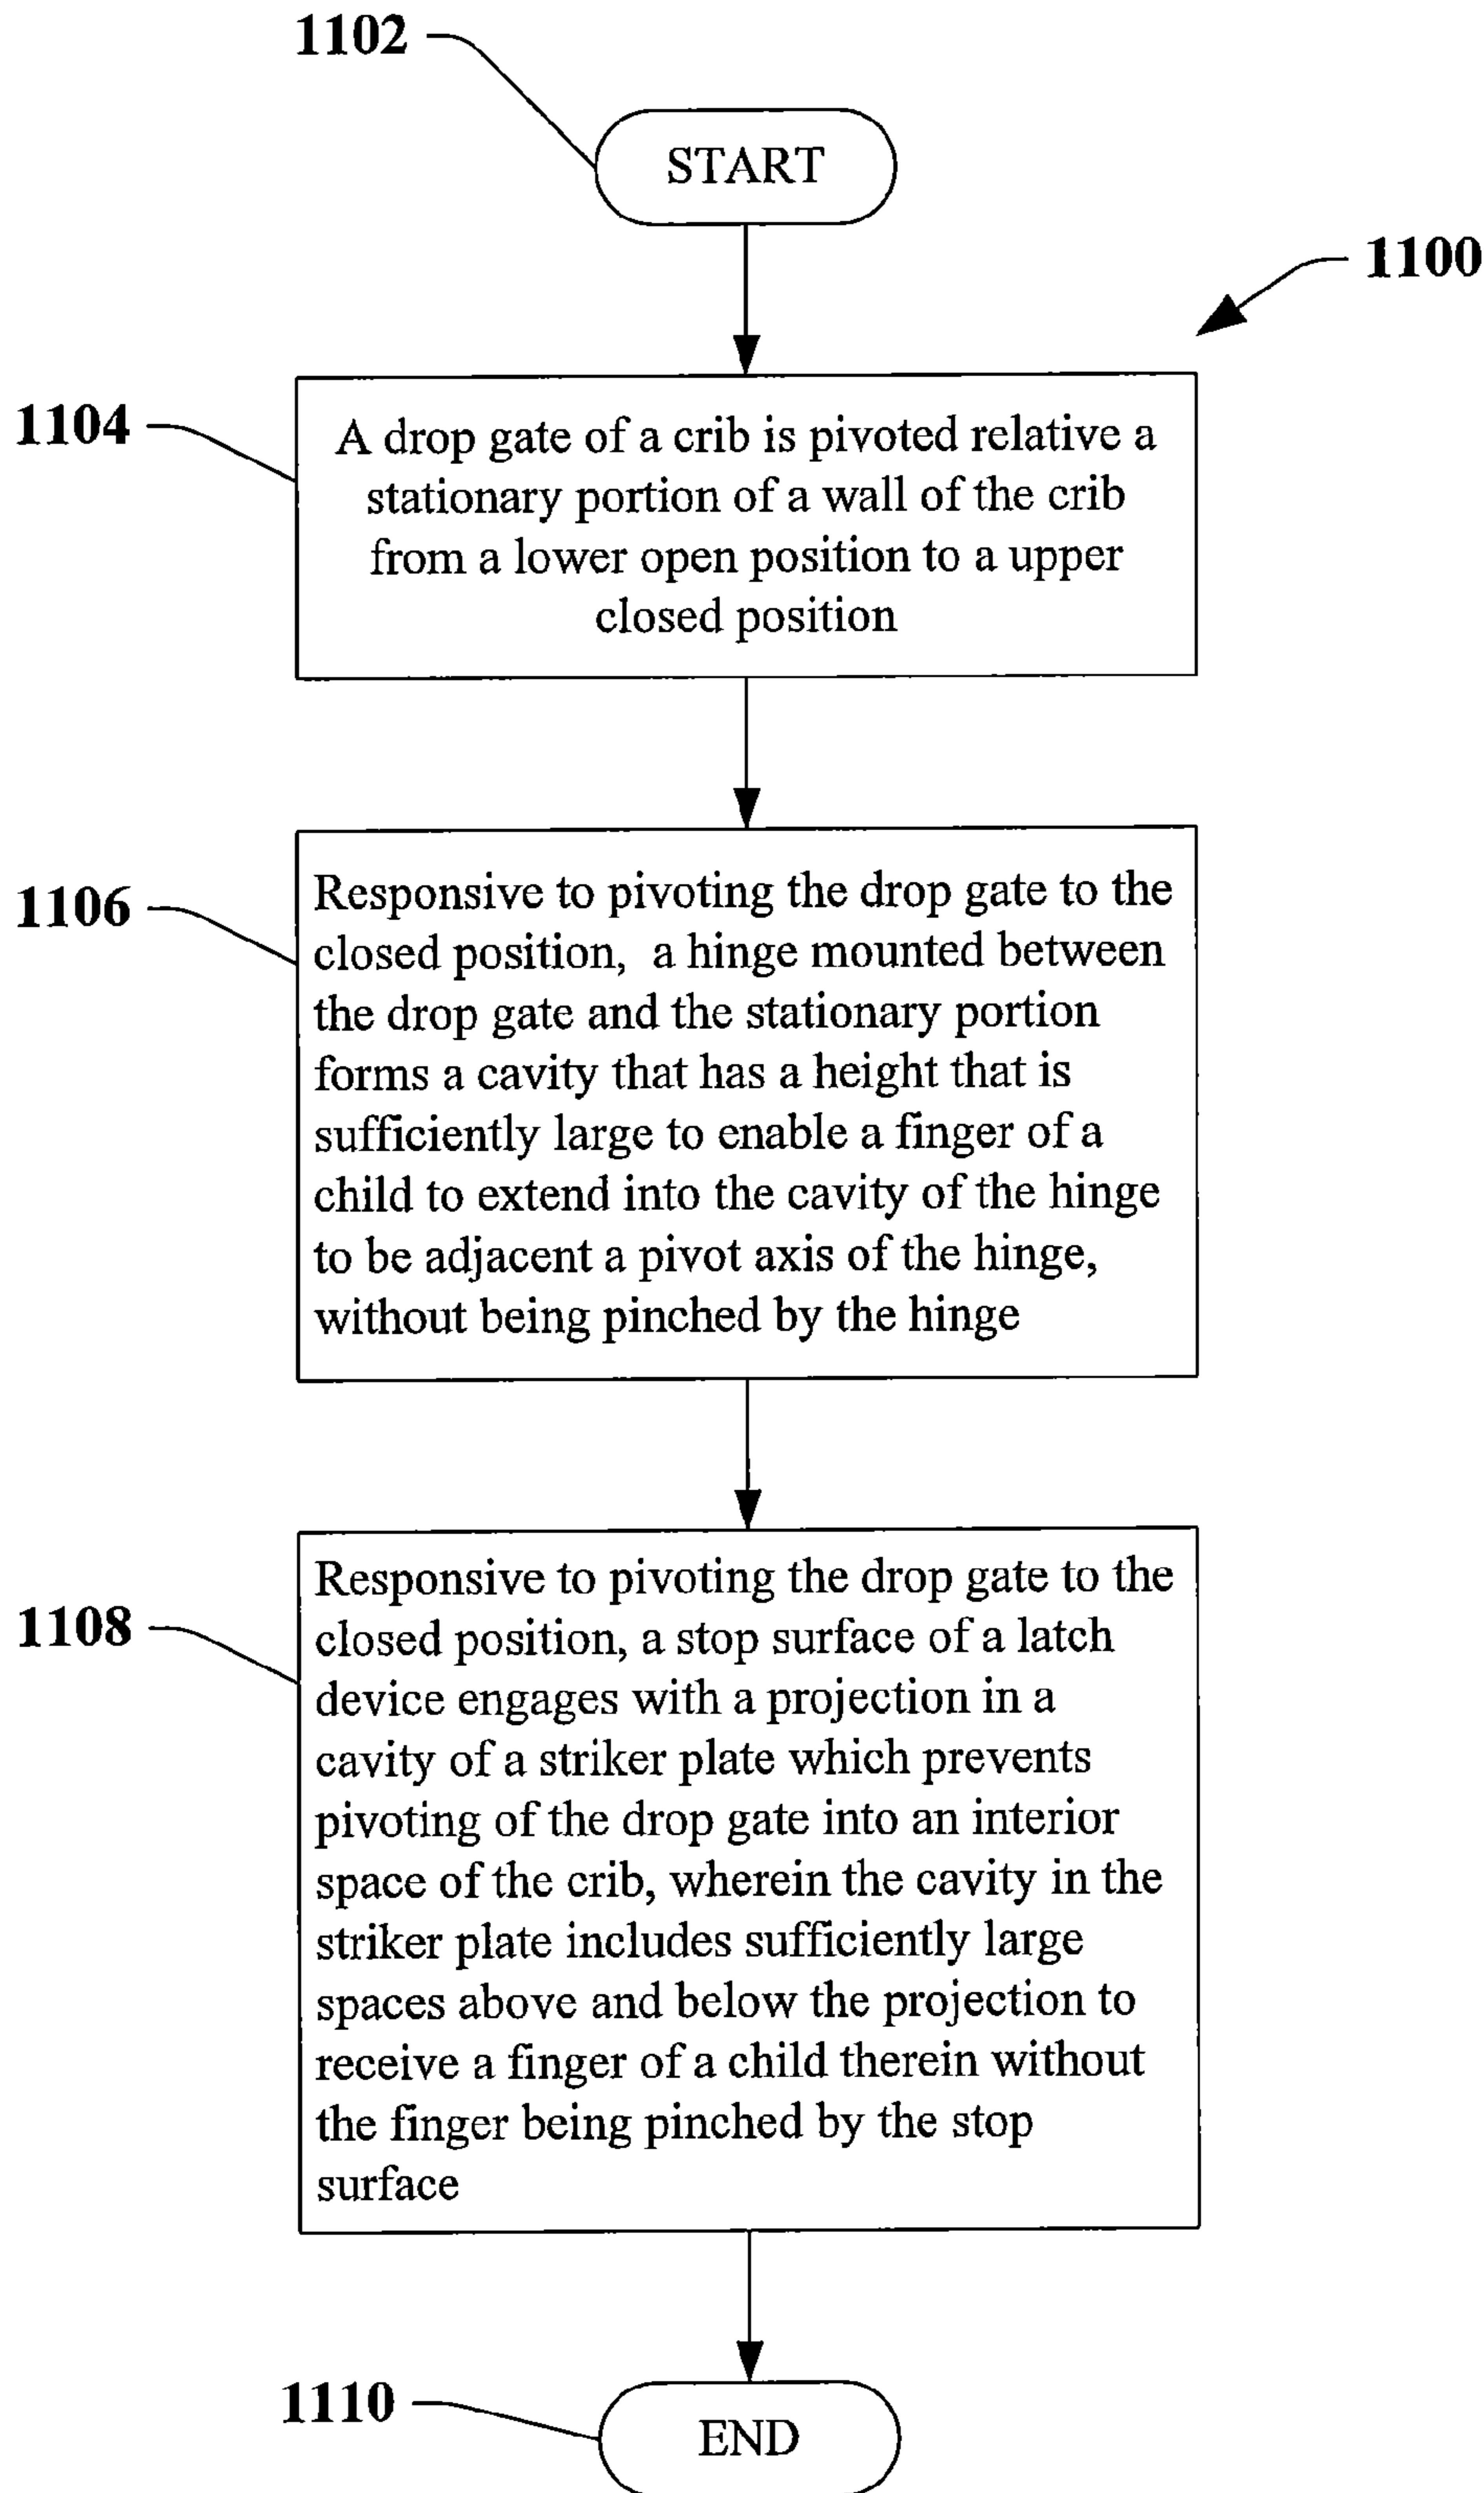 1102
START
1100
1104
A drop gate of a crib is pivoted relative a
stationary portion of a wall of the crib
from a lower open position to a upper
closed position
1106
Responsive to pivoting the drop gate to the
closed position, a hinge mounted between
the drop gate and the stationary portion
forms a cavity that has a height that is
sufficiently large to enable a finger of a
child to extend into the cavity of the hinge
to be adjacent a pivot axis of the hinge,
without being pinched by the hinge
1108
Responsive to pivoting the drop gate to the
closed position, a stop surface of a latch
device engages with a projection in a
cavity of a striker plate which prevents
pivoting of the drop gate into an interior
space of the crib, wherein the cavity in the
striker plate includes sufficiently large
spaces above and below the projection to
receive a finger of a child therein without
the finger being pinched by the stop
surface
1110
END